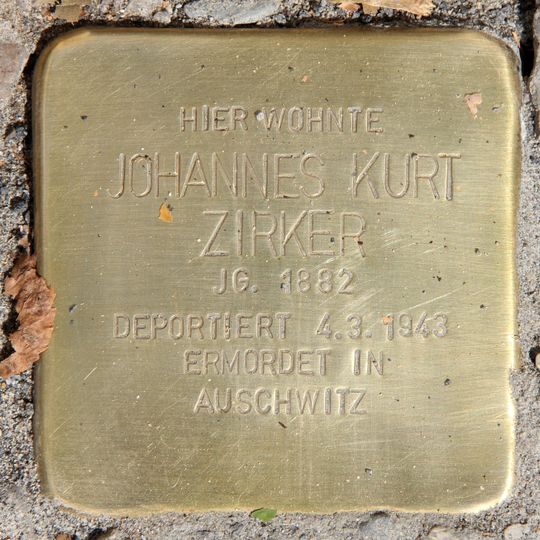 HIER WOHNTE
JOHANNES KURT
ZIRKER
JG. 1882
DEPORTIERT 4.3.1943
ERMORDET IN
AUSCHWITZ